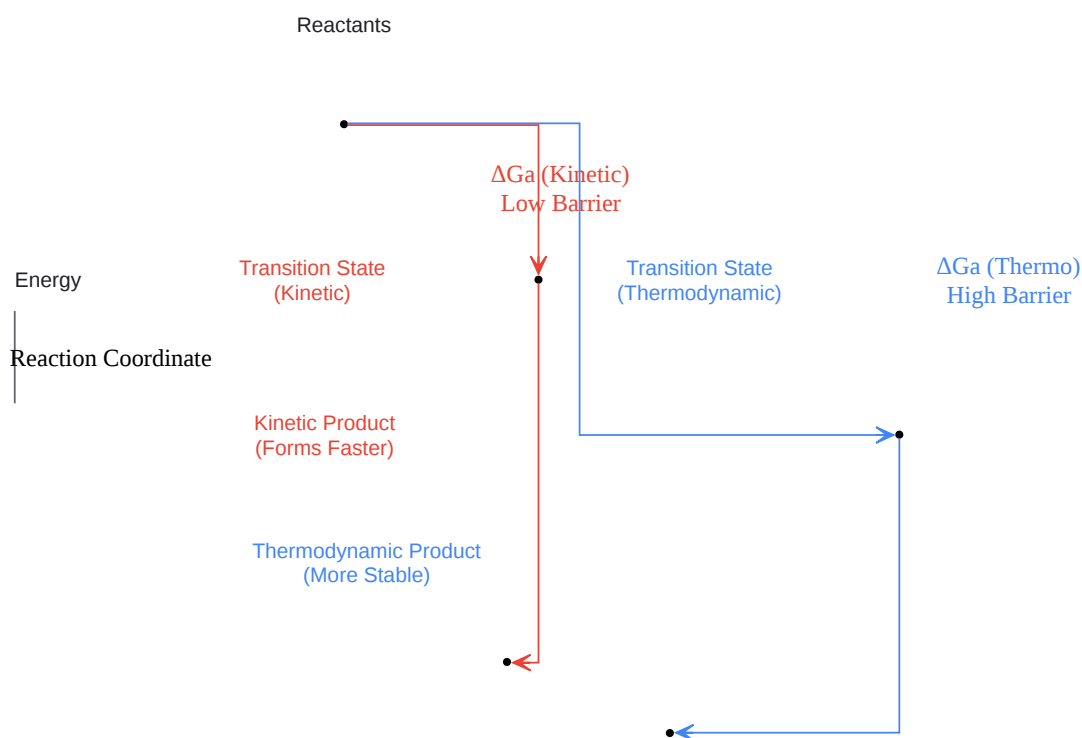 Reactants
ΔGa (Kinetic)
Low Barrier
Energy
Transition State
(Kinetic)
Transition State
(Thermodynamic)
ΔGa (Thermo)
High Barrier
Reaction Coordinate
Kinetic Product
(Forms Faster)
Thermodynamic Product
(More Stable)